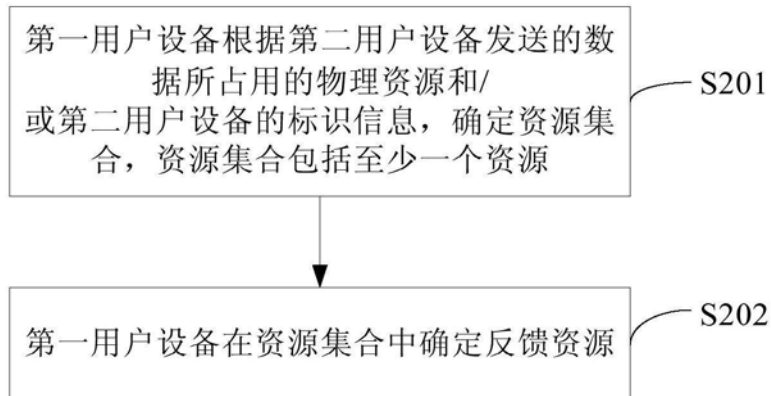 第一用户设备根据第二用户设备发送的数
据所占用的物理资源和/
或第二用户设备的标识信息，确定资源集
合，资源集合包括至少一个资源
S201
第一用户设备在资源集合中确定反馈资源
S202